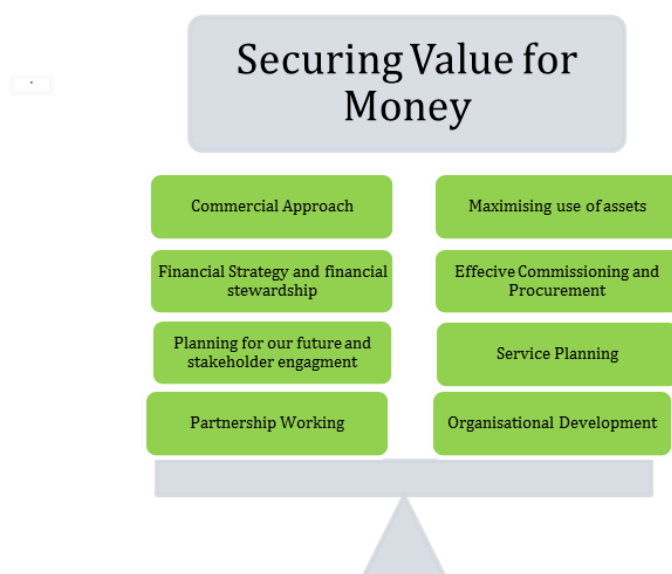 Securing Value for
Money
Commercial Approach
Maximising use of assets
Financial Strategy and financial
stewardship
Effecive Commissioning and
Procurement
Planning for our future and
stakeholder engagment
Service Planning
Partnership Working
Organisational Development